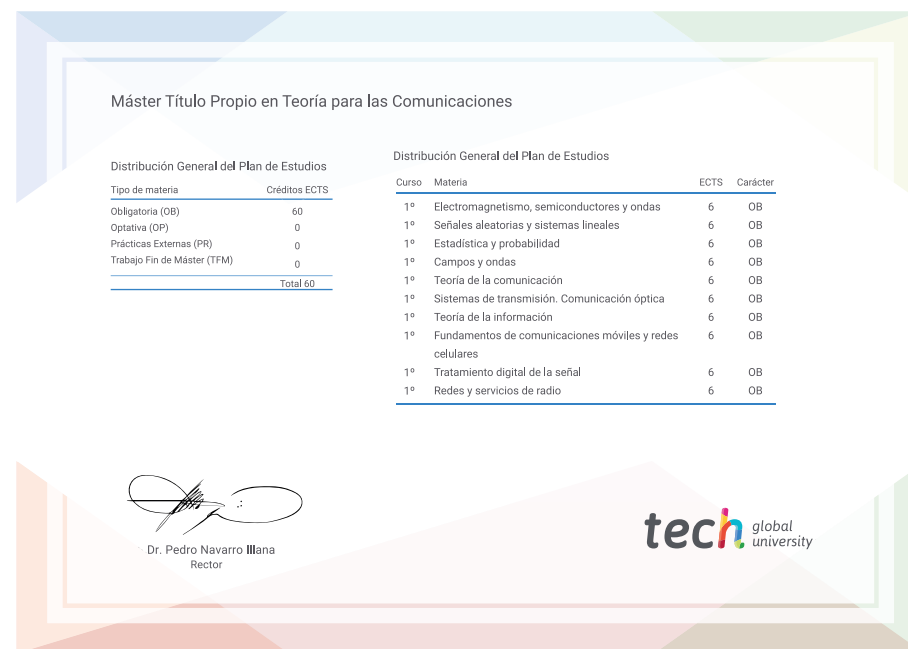 Máster Título Propio en Teoría para las Comunicaciones
Distribución General del Plan de Estudios
Tipo de materia Créditos ECTS
Obligatoria (OB) 60
Optativa (OP) 0
Prácticas Externas (PR) 0
Trabajo Fin de Máster (TFM) 0
Total 60
Distribución General del Plan de Estudios
Curso Materia ECTS Carácter
1º Electromagnetismo, semiconductores y ondas 6 OB
1º Señales aleatorias y sistemas lineales 6 OB
1º Estadística y probabilidad 6 OB
1º Campos y ondas 6 OB
1º Teoría de la comunicación 6 OB
1º Sistemas de transmisión. Comunicación óptica 6 OB
1º Teoría de la información 6 OB
1º Fundamentos de comunicaciones móviles y redes 6 OB
celulares
1º Tratamiento digital de la señal 6 OB
1º Redes y servicios de radio 6 OB
Dr. Pedro Navarro Illana
Rector
tech global
university